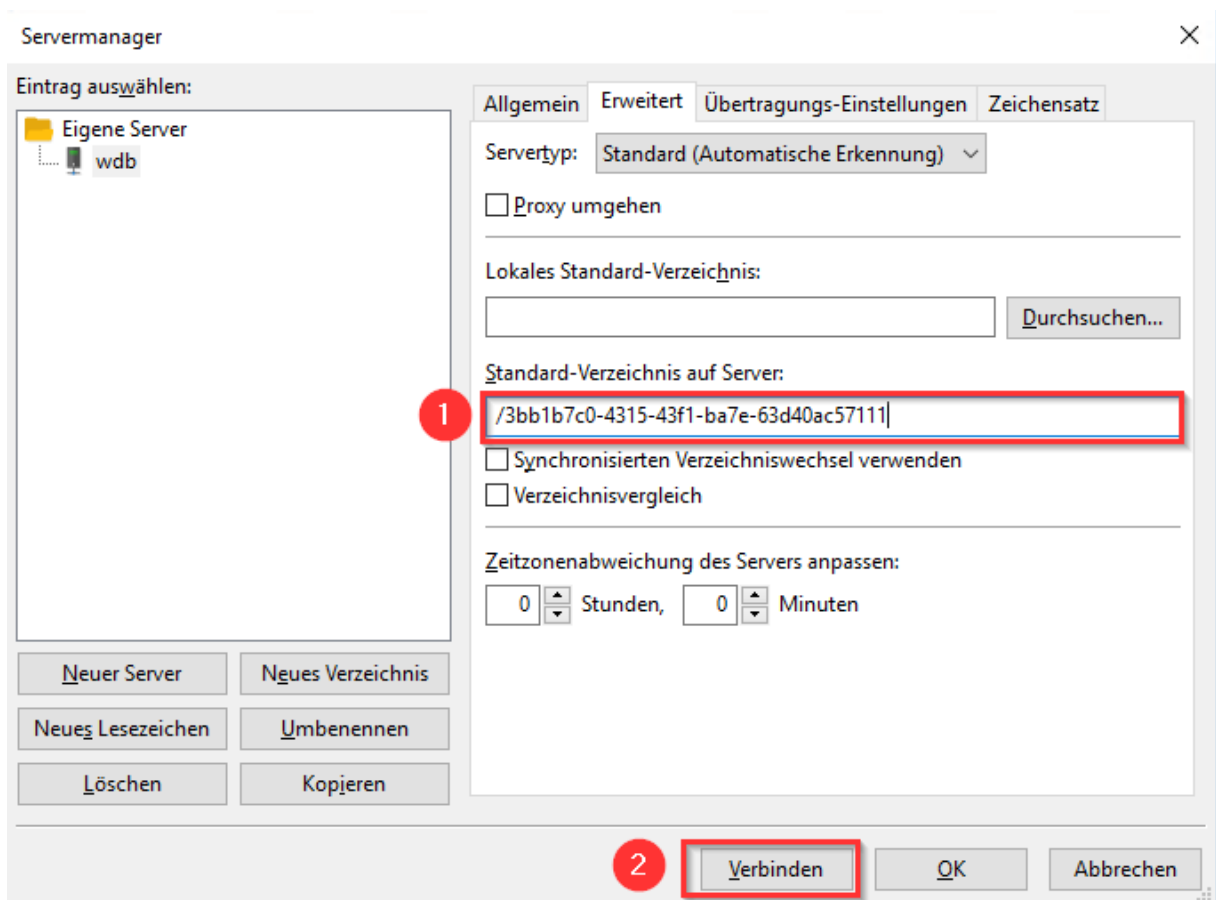 Servermanager
Eintrag auswählen:
Eigene Server
wdb
Neuer Server
Neues Verzeichnis
Neues Lesezeichen
Umbenennen
Löschen
Kopieren
Allgemein
Erweitert
Übertragungs-Einstellungen
Zeichensatz
Servertyp:
Standard (Automatische Erkennung)
Proxy umgehen
Lokales Standard-Verzeichnis:
Durchsuchen...
Standard-Verzeichnis auf Server:
1
/3bb1b7c0-4315-43f1-ba7e-63d40ac57111
Synchronisierten Verzeichniswechsel verwenden
Verzeichnisvergleich
Zeitzonenabweichung des Servers anpassen:
0 Stunden, 0 Minuten
2
Verbinden
OK
Abbrechen